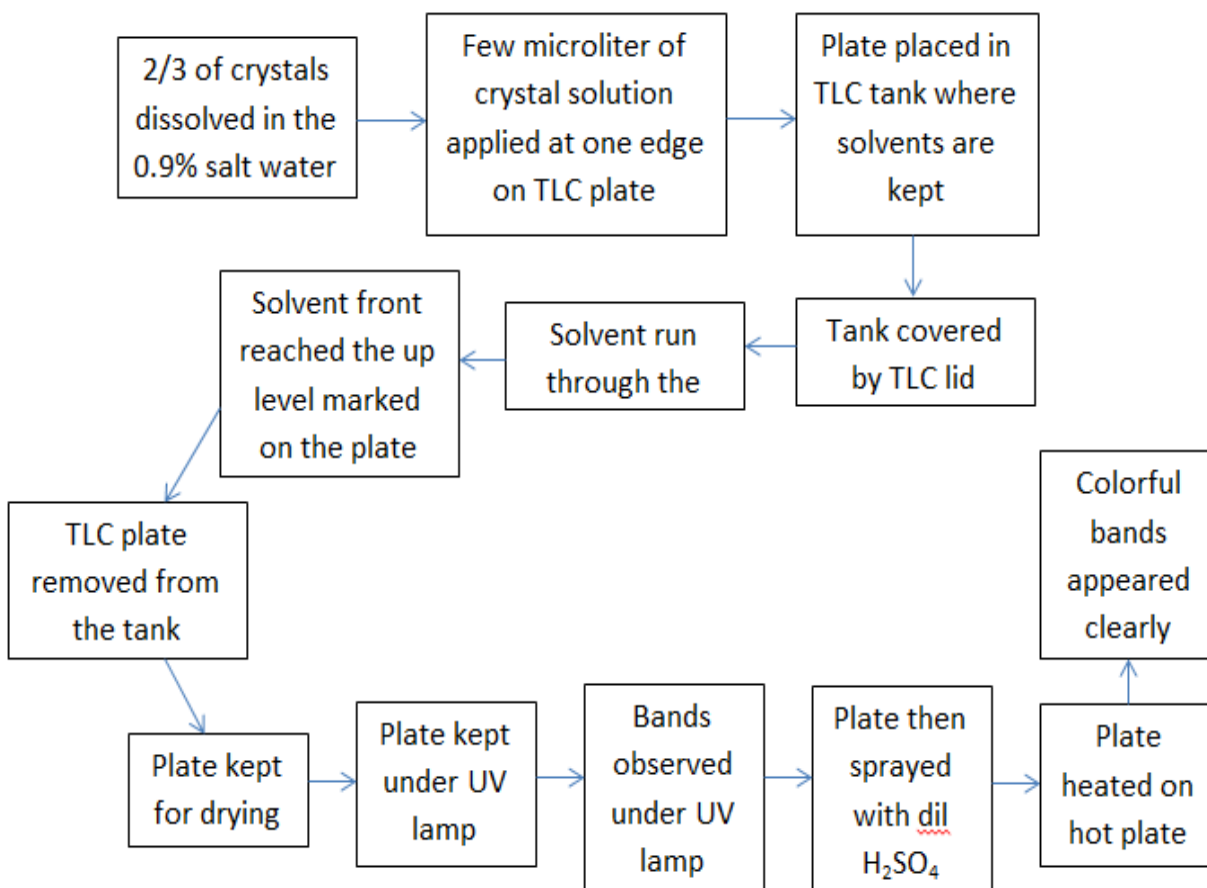 2/3 of crystals
dissolved in the
0.9% salt water
Few microliter of
crystal solution
applied at one edge
on TLC plate
Plate placed in
TLC tank where
solvents are
kept
Tank covered
by TLC lid
Solvent run
through the
Solvent front
reached the up
level marked
on the plate
TLC plate
removed from
the tank
Plate kept
for drying
Plate kept
under UV
lamp
Bands
observed
under UV
lamp
Plate then
sprayed
with dil
H₂SO₄
Plate
heated on
hot plate
Colorful
bands
appeared
clearly